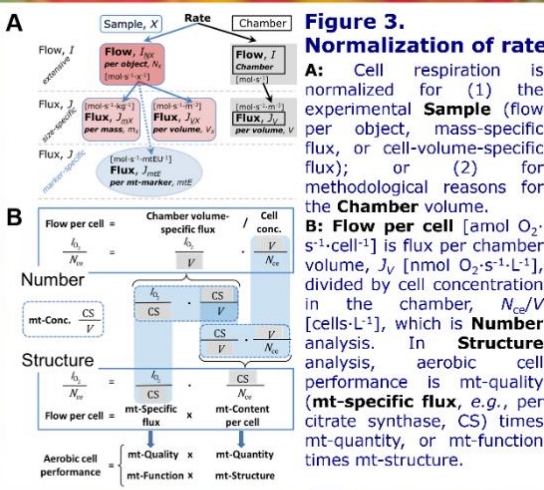 A
Rate
Sample, X
Chamber
Flow, I
extensive
Flow, I_NX
per object, N_X
[mol·s⁻¹·x⁻¹]
Flow, I
Chamber
[mol·s⁻¹]
Flux, J
size-specific
[mol·s⁻¹·kg⁻¹]
Flux, J_mX
per mass, m_X
[mol·s⁻¹·m⁻³]
Flux, J_VX
per volume, V_X
[mol·s⁻¹·m⁻³]
Flux, J_V
per volume, V
Flux, J
marker-specific
[mol·s⁻¹·mtEU⁻¹]
Flux, J_mtE
per mt-marker, mtE
B
Flow per cell = Chamber volume-specific flux / Cell conc.
I_O₂ / N_ce = I_O₂ / V · V / N_ce
Number
I_O₂ / CS · CS / V
mt-Conc. CS / V
CS / V · V / N_ce
Structure
I_O₂ / N_ce = I_O₂ / CS · CS / N_ce
Flow per cell = mt-Specific flux x mt-Content per cell
Aerobic cell performance = mt-Quality x mt-Quantity
mt-Function x mt-Structure
Figure 3.
Normalization of rate
A: Cell respiration is
normalized for (1) the
experimental Sample (flow
per object, mass-specific
flux, or cell-volume-specific
flux); or (2) for
methodological reasons for
the Chamber volume.
B: Flow per cell [amol O₂·
s⁻¹·cell⁻¹] is flux per chamber
volume, J_V [nmol O₂·s⁻¹·L⁻¹],
divided by cell concentration
in the chamber, N_ce/V
[cells·L⁻¹], which is Number
analysis. In Structure
analysis, aerobic cell
performance is mt-quality
(mt-specific flux, e.g., per
citrate synthase, CS) times
mt-quantity, or mt-function
times mt-structure.